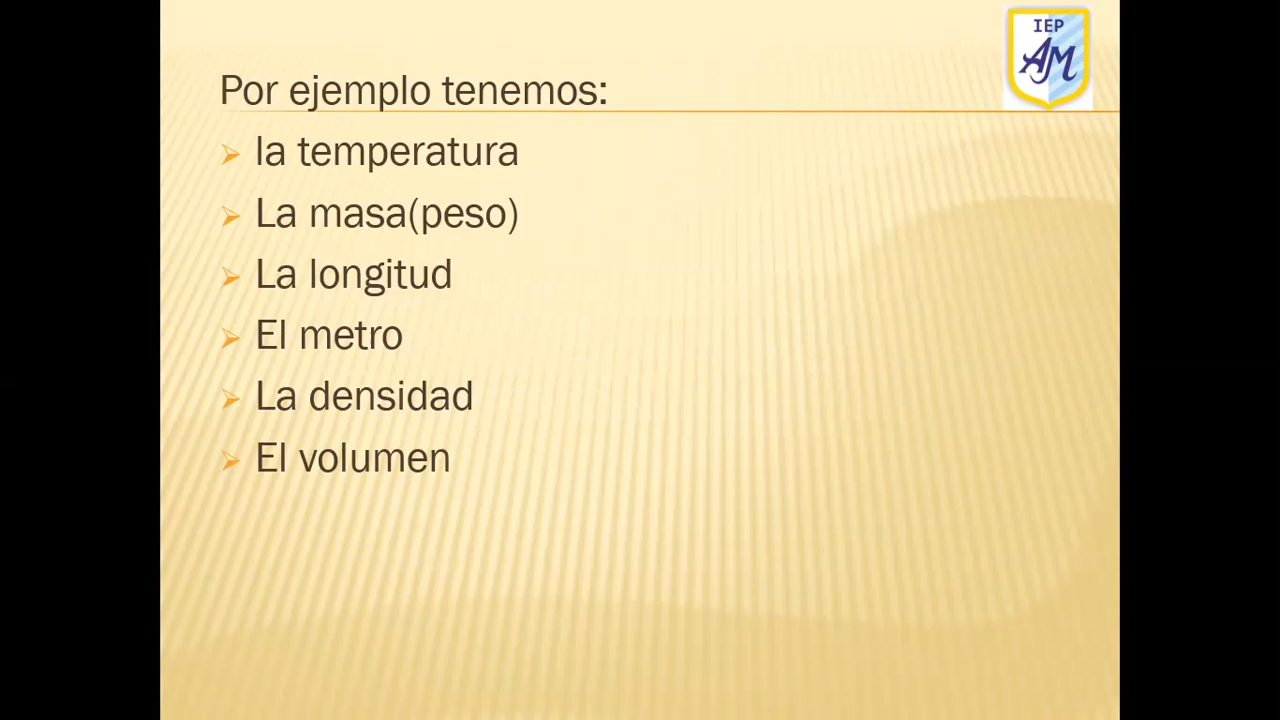 IEP
AM
Por ejemplo tenemos:
la temperatura
La masa(peso)
La longitud
El metro
La densidad
El volumen